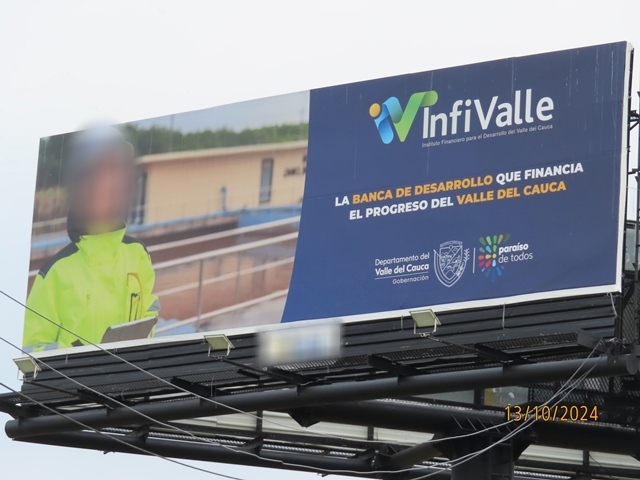 InfiValle
Instituto Financiero para el Desarrollo del Valle del Cauca
LA BANCA DE DESARROLLO QUE FINANCIA
EL PROGRESO DEL VALLE DEL CAUCA
Departamento del
Valle del Cauca
Gobernación
paraíso
de todos
13/10/2024